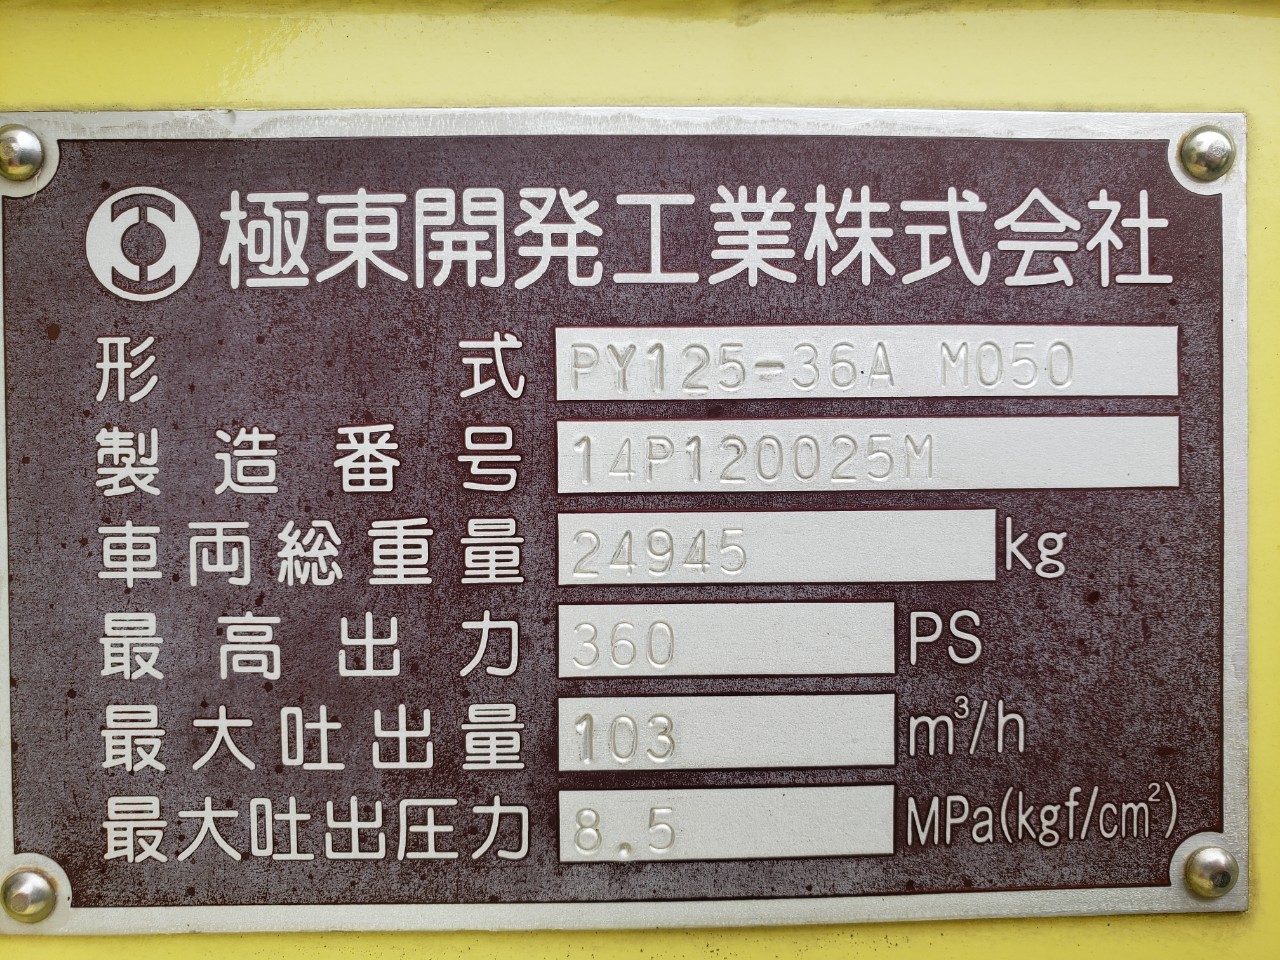 極東開発工業株式会社
形式 PY125-36A M050
製造番号 14P120025M
車両総重量 24945 kg
最高出力 360 PS
最大吐出量 103 m³/h
最大吐出圧力 8.5 MPa(kgf/cm²)